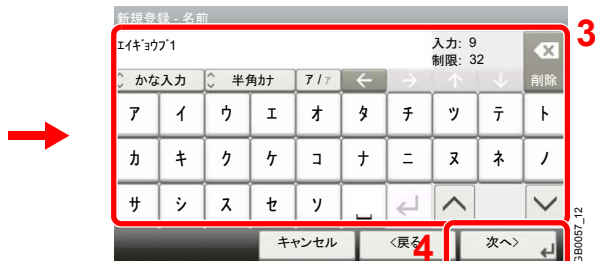 新規登録 - 名前
ｴｲｷﾞｮｳﾌﾞ1
入力: 9
制限: 32
3
削除
かな入力 半角ｶﾅ ｱ/ｧ ← → ↑ ↓
ア イ ウ エ オ タ チ ツ テ ト
カ キ ク ケ コ ナ ニ ヌ ネ ノ
サ シ ス セ ソ
キャンセル <戻る 4 次へ>
GB0057_12